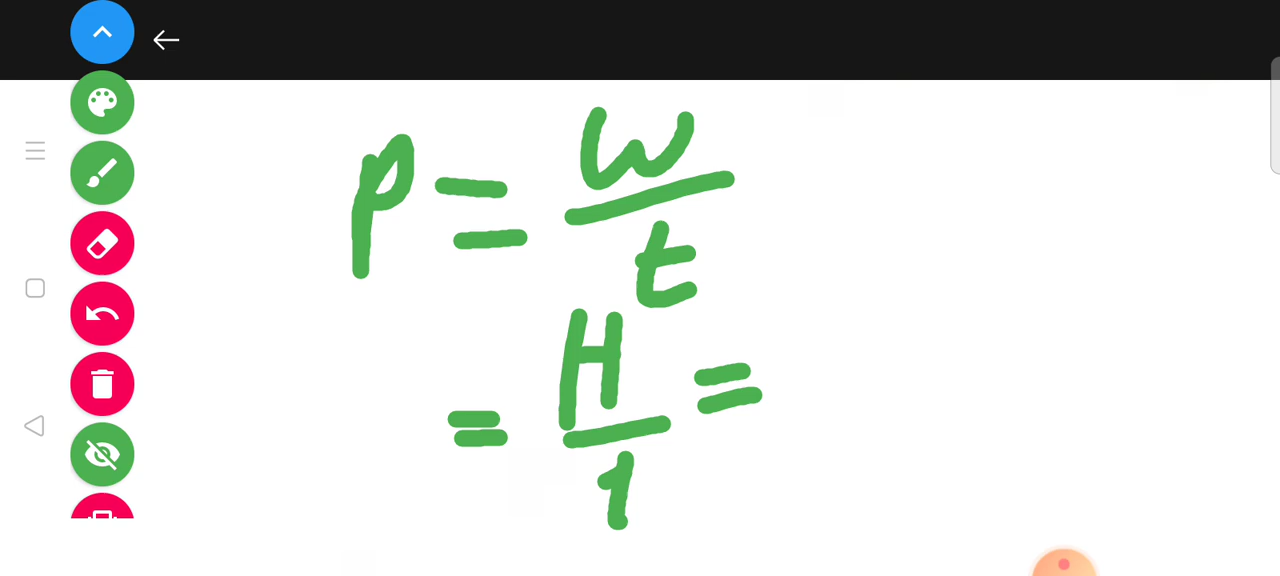 P = W/t
= H/1 =